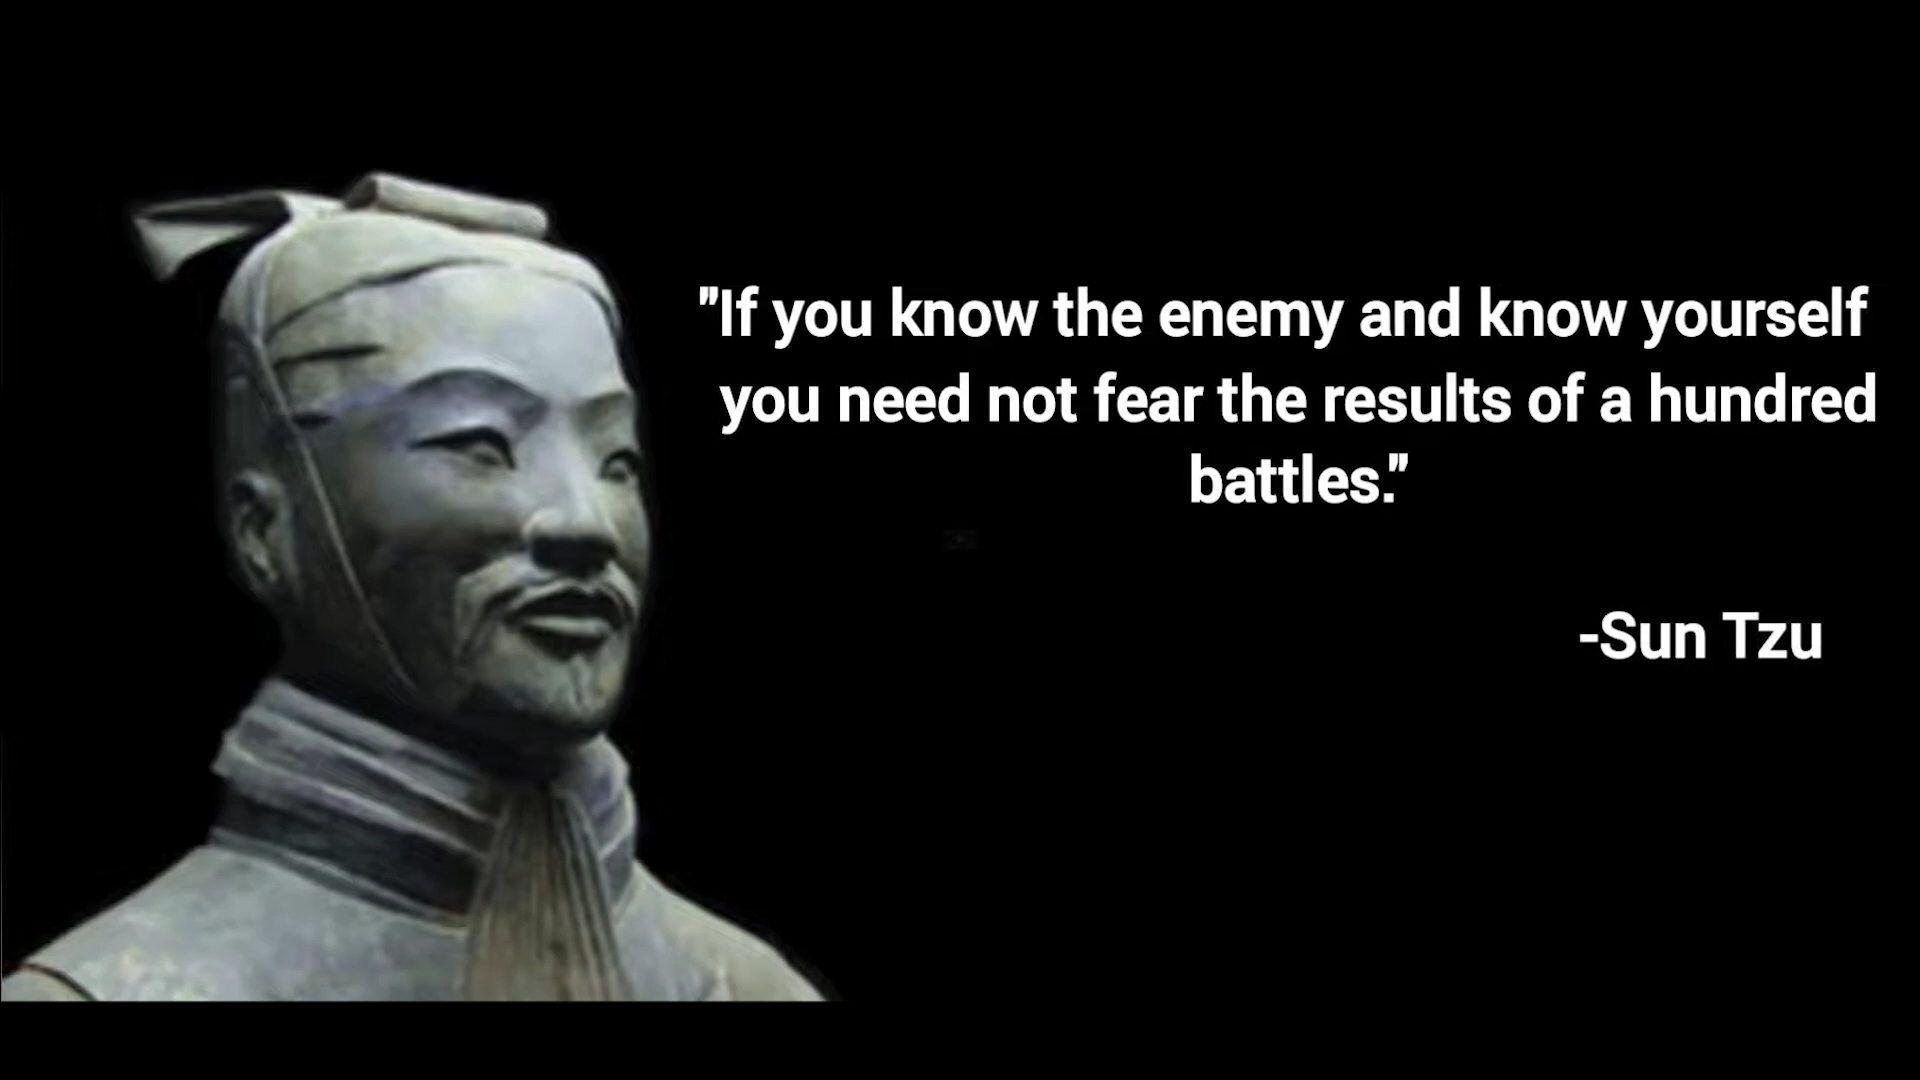 "If you know the enemy and know yourself
you need not fear the results of a hundred
battles."
-Sun Tzu